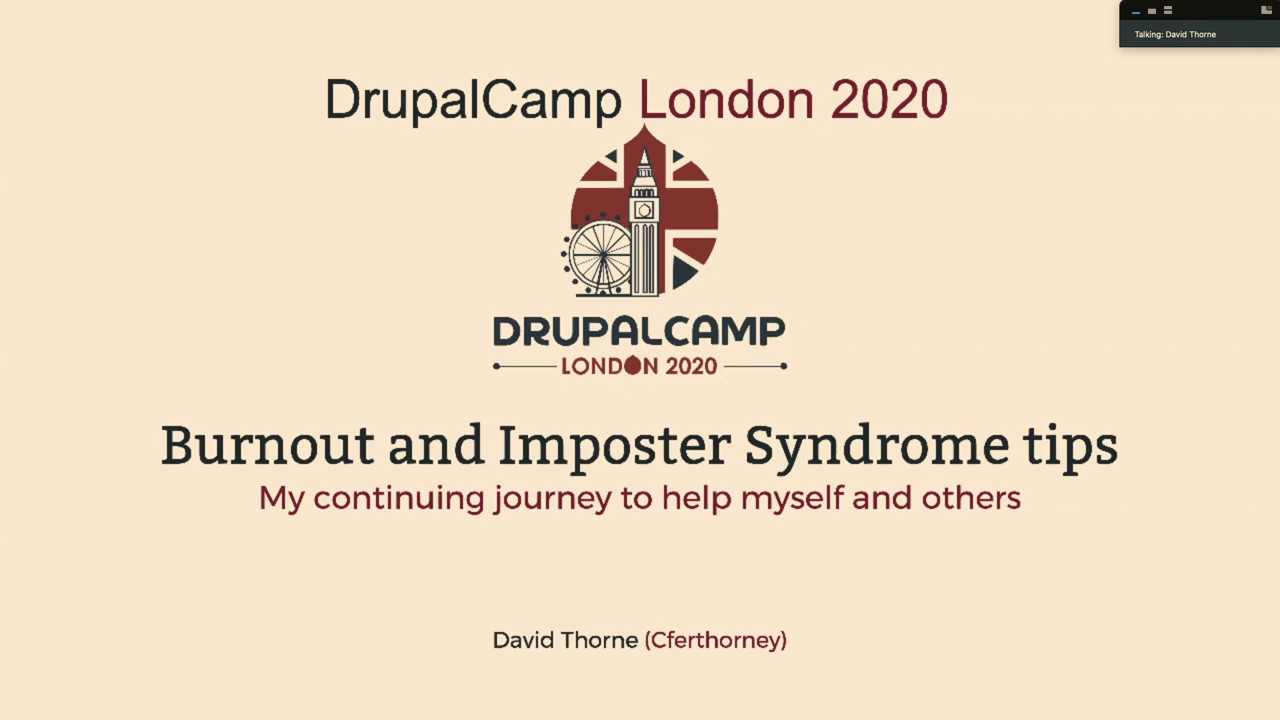 Talking: David Thorne
DrupalCamp London 2020
DRUPALCAMP
LONDON 2020
Burnout and Imposter Syndrome tips
My continuing journey to help myself and others
David Thorne (Cferthorney)